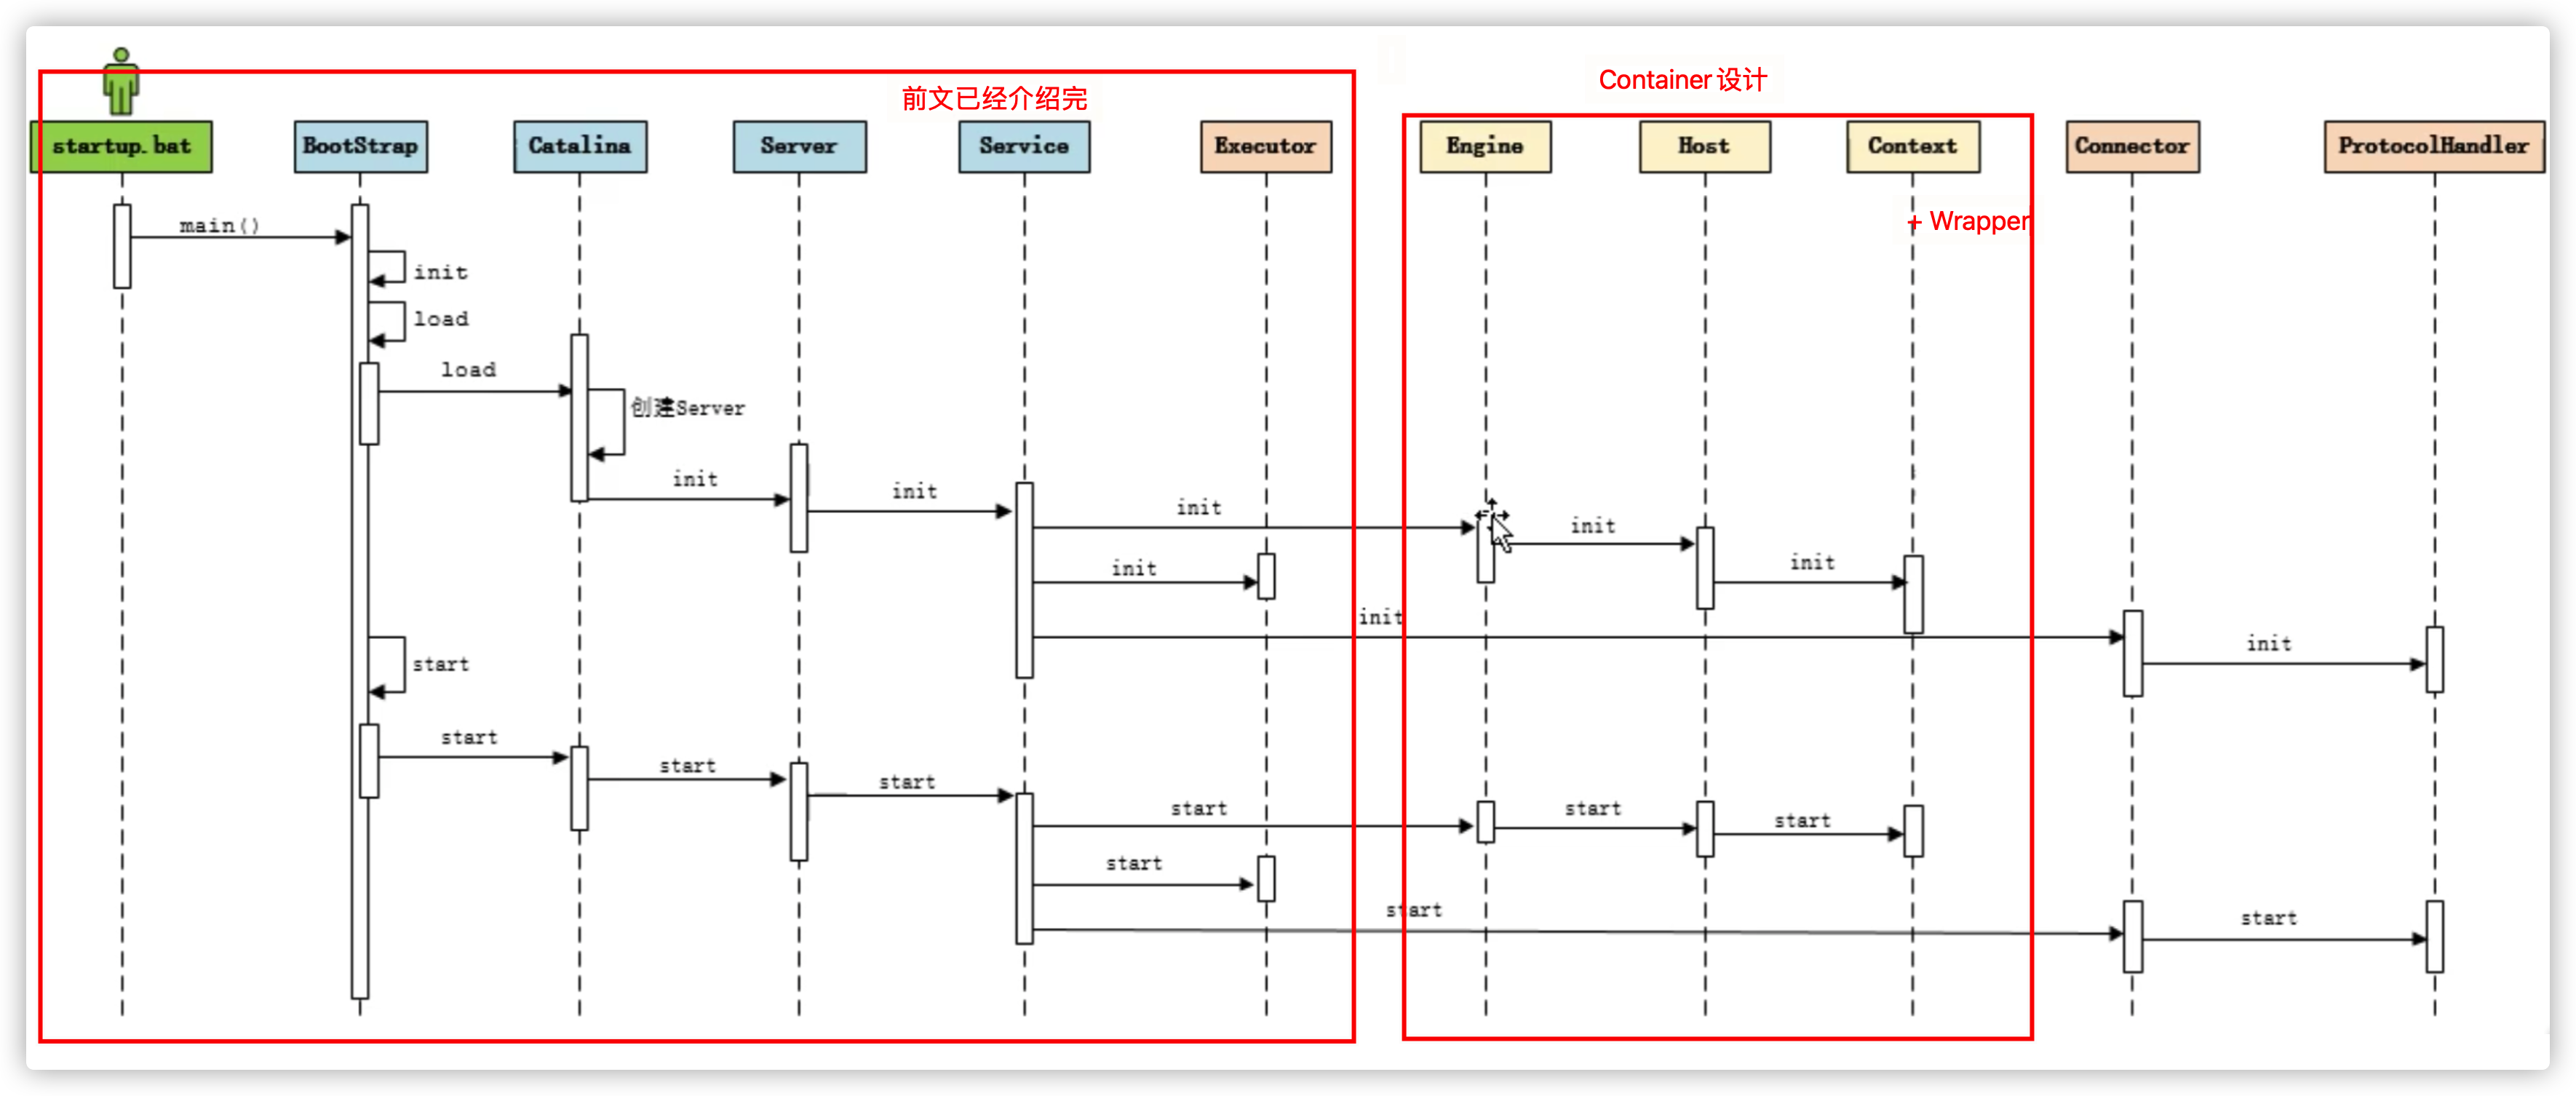 Container 设计
前文已经介绍完
startup.bat
BootStrap
Catalina
Server
Service
Executor
Engine
Host
Context
Connector
ProtocolHandler
+ Wrapper
main()
init
load
load
创建Server
init
init
init
init
init
init
init
init
start
start
start
start
start
start
start
start
start
start